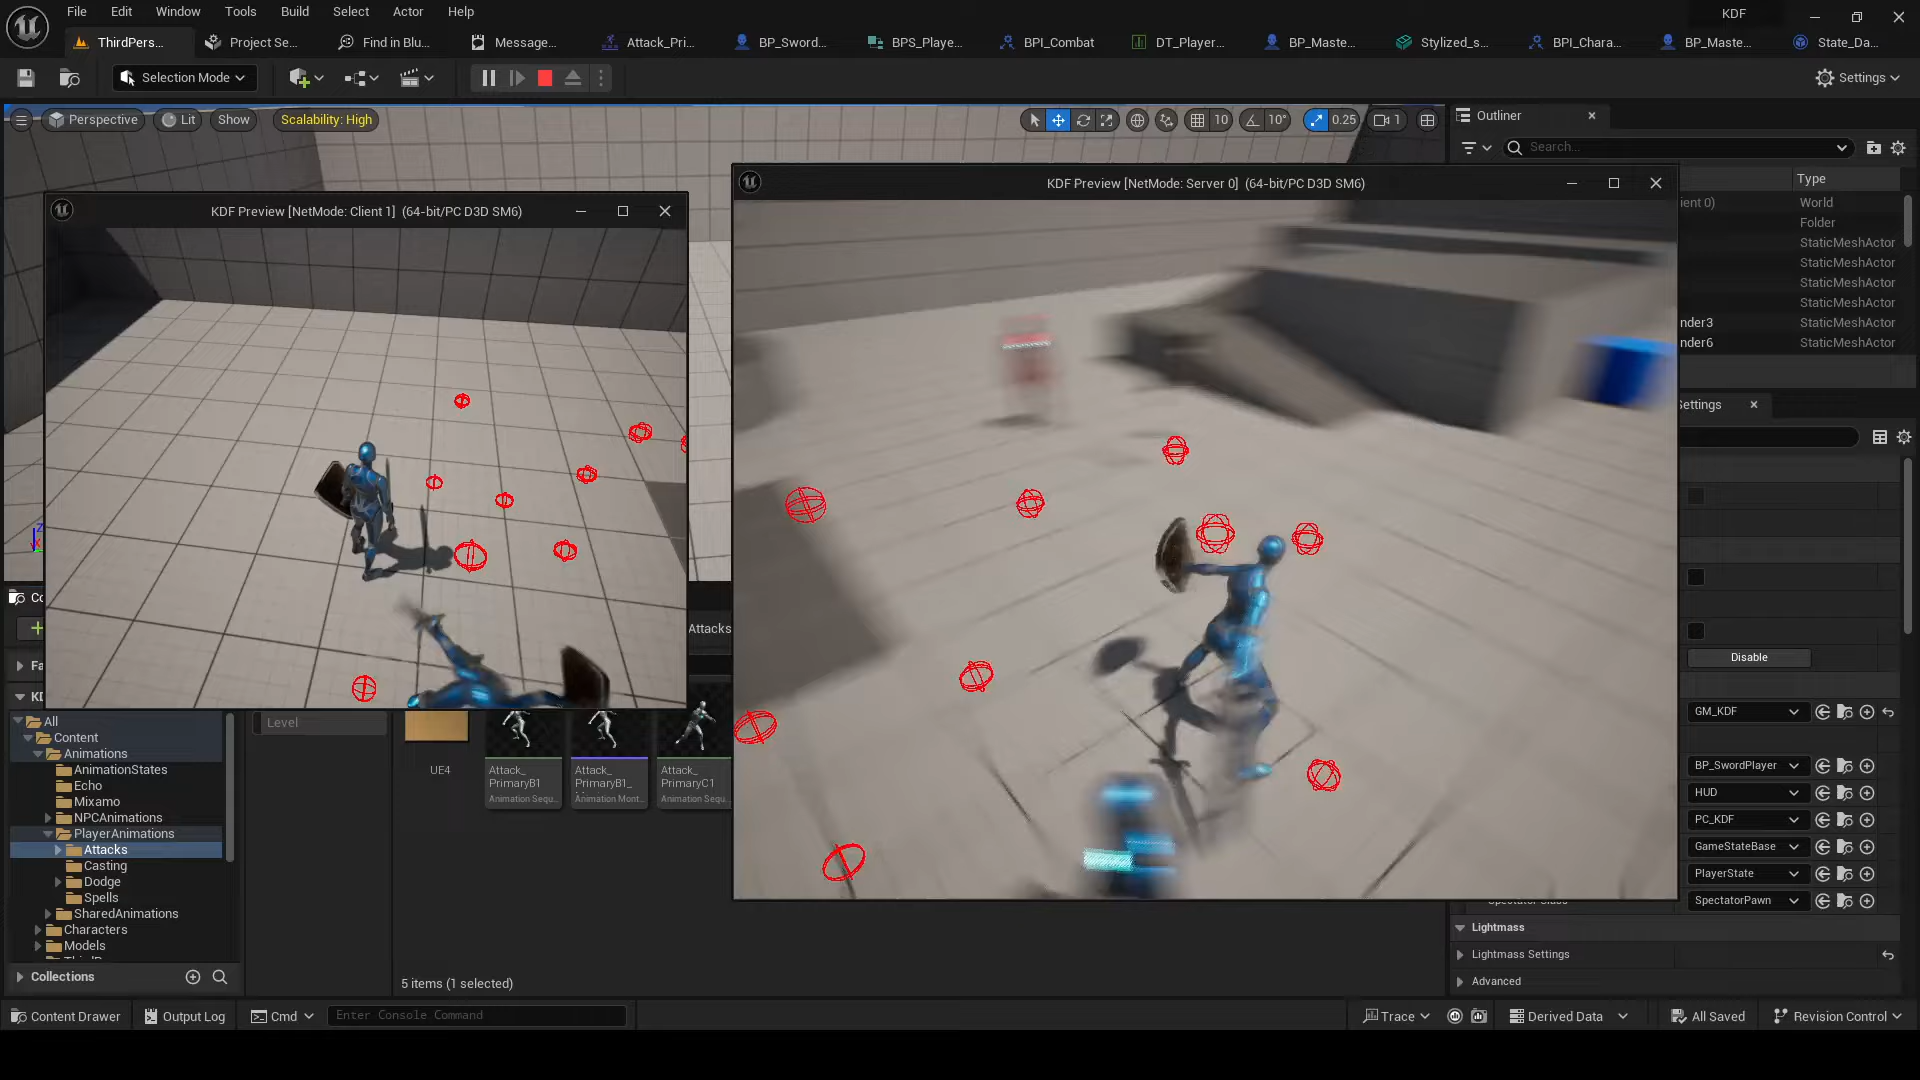 File Edit Window Tools Build Select Actor Help
KDF
ThirdPers...
Project Se...
Find in Blu...
Message...
Attack_Pri...
BP_Sword...
BPS_Playe...
BPI_Combat
DT_Player...
BP_Maste...
Stylized_s...
BPI_Chara...
BP_Maste...
State_Da...
Selection Mode
Settings
Perspective
Lit
Show
Scalability: High
10
10°
0.25
1
Outliner
Search...
Type
ient 0) World
Folder
StaticMeshActor
StaticMeshActor
StaticMeshActor
StaticMeshActor
nder3 StaticMeshActor
nder6 StaticMeshActor
KDF Preview [NetMode: Client 1] (64-bit/PC D3D SM6)
KDF Preview [NetMode: Server 0] (64-bit/PC D3D SM6)
ettings
Disable
GM_KDF
BP_SwordPlayer
HUD
PC_KDF
GameStateBase
PlayerState
SpectatorPawn
Lightmass
Lightmass Settings
Advanced
Co
Attacks
Fa
KD
All
Content
Animations
AnimationStates
Echo
Mixamo
NPCAnimations
PlayerAnimations
Attacks
Casting
Dodge
Spells
SharedAnimations
Characters
Models
Collections
Level
UE4
Attack_
PrimaryB1
Animation Sequ...
Attack_
PrimaryB1_
Animation Mont...
Attack_
PrimaryC1
Animation Sequ...
5 items (1 selected)
Content Drawer
Output Log
Cmd
Enter Console Command
Trace
Derived Data
All Saved
Revision Control